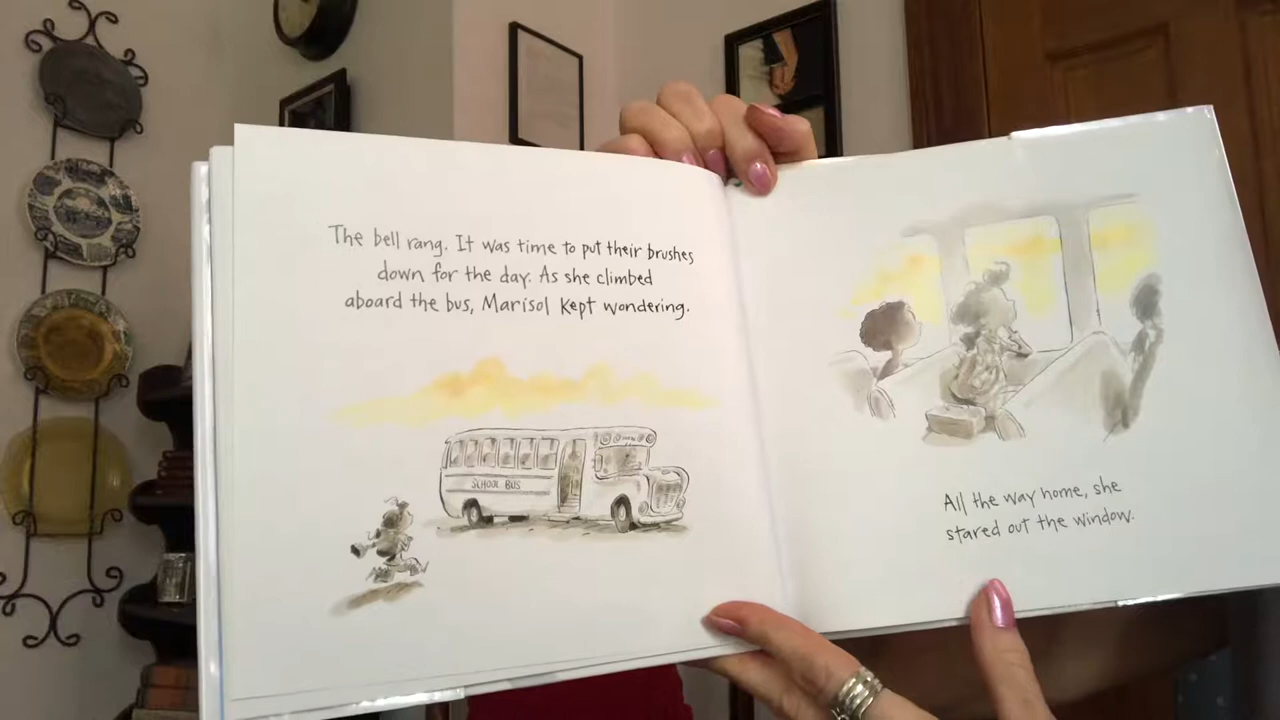 The bell rang. It was time to put their brushes
down for the day. As she climbed
aboard the bus, Marisol kept wondering.
SCHOOL BUS
All the way home, she
stared out the window.